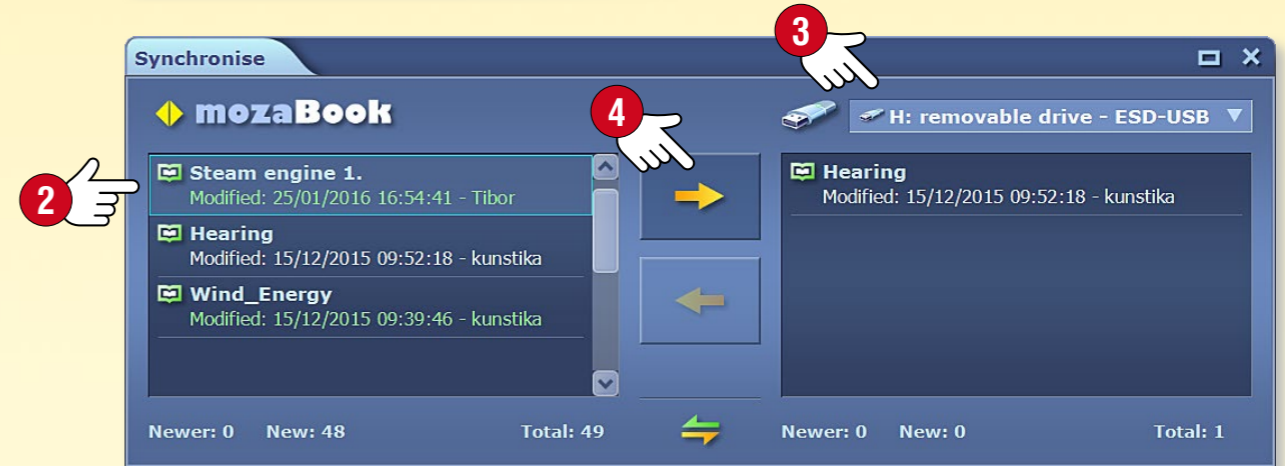 3
Synchronise
mozaBook
4
H: removable drive - ESD-USB
2
Steam engine 1.
Modified: 25/01/2016 16:54:41 - Tibor
Hearing
Modified: 15/12/2015 09:52:18 - kunstika
Wind_Energy
Modified: 15/12/2015 09:39:46 - kunstika
Hearing
Modified: 15/12/2015 09:52:18 - kunstika
Newer: 0 New: 48 Total: 49
Newer: 0 New: 0 Total: 1